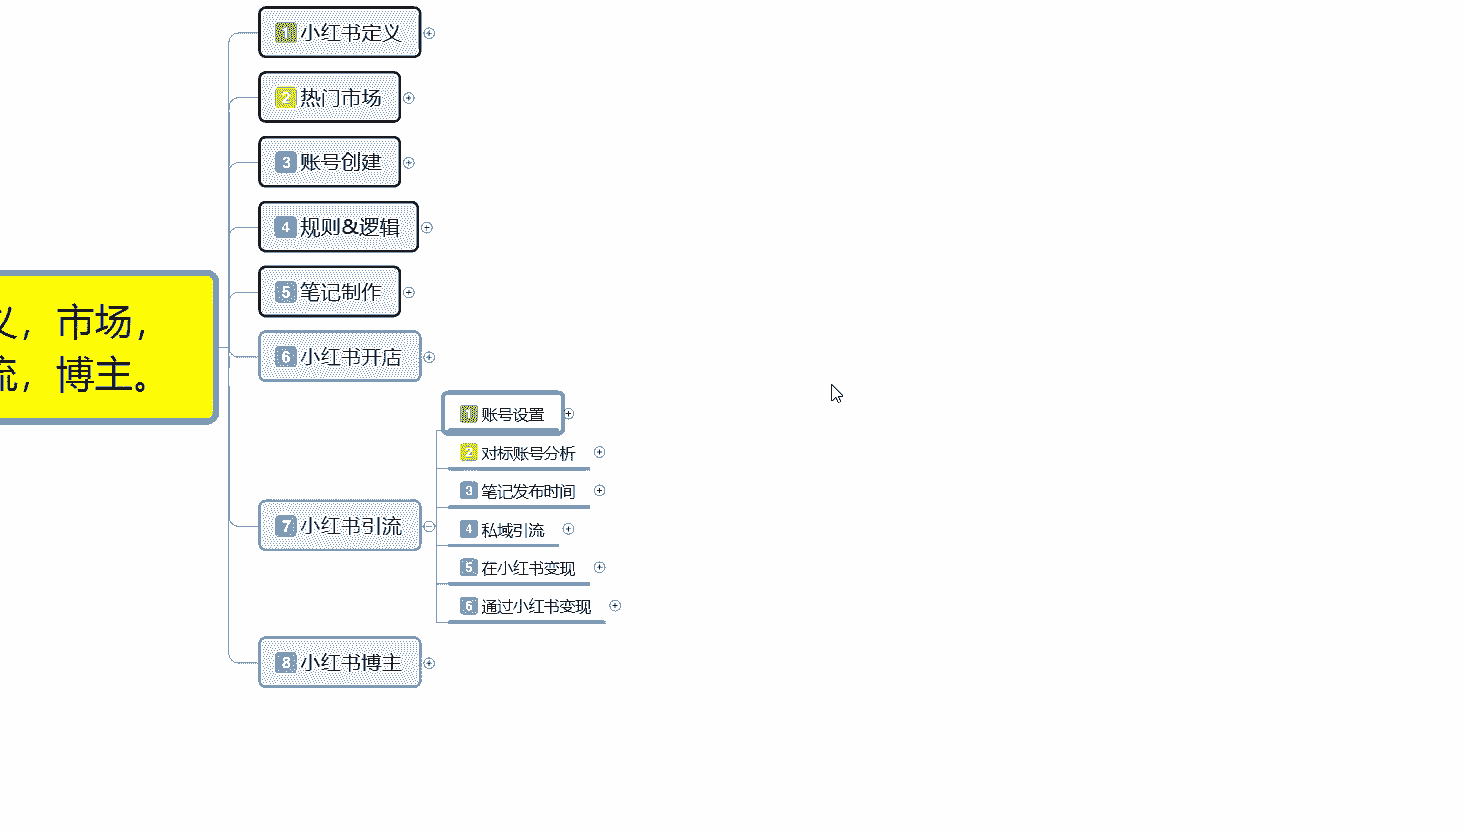 1 小红书定义
2 热门市场
3 账号创建
4 规则&逻辑
5 笔记制作
义，市场，
流，博主。
6 小红书开店
7 小红书引流
1 账号设置
2 对标账号分析
3 笔记发布时间
4 私域引流
5 在小红书变现
6 通过小红书变现
8 小红书博主